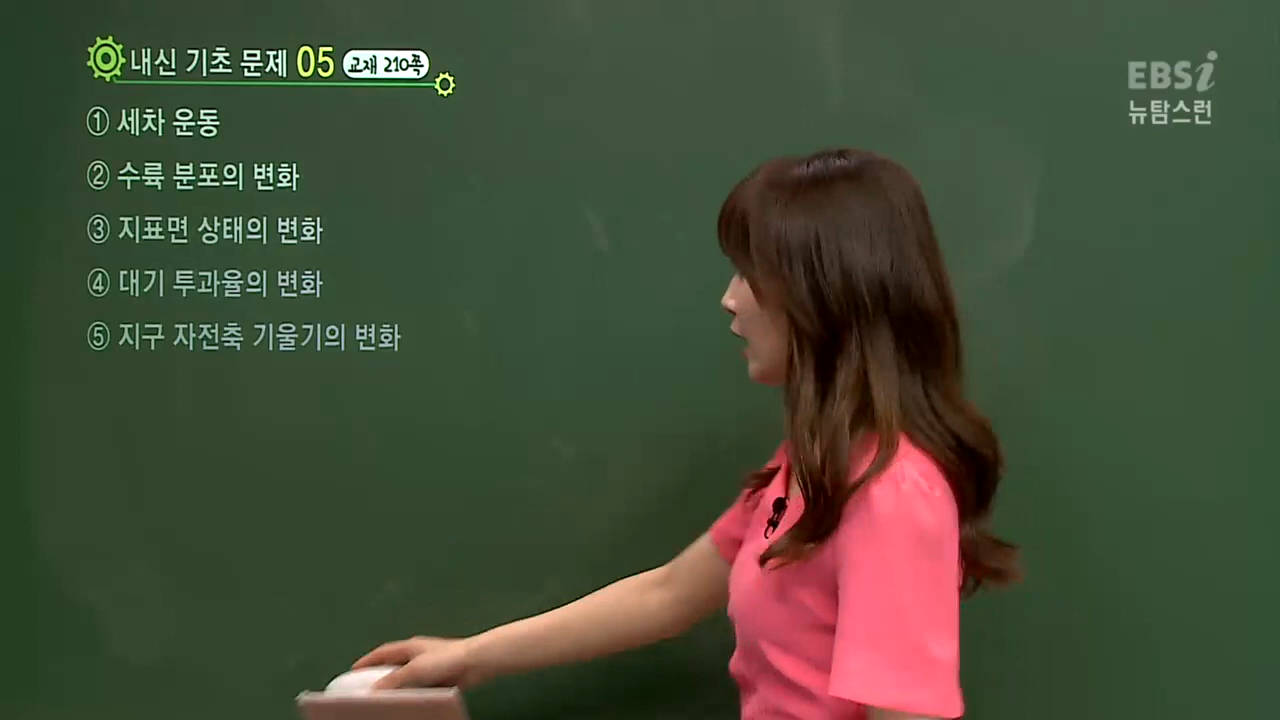 내신 기초 문제 05 교재 210쪽
① 세차 운동
② 수륙 분포의 변화
③ 지표면 상태의 변화
④ 대기 투과율의 변화
⑤ 지구 자전축 기울기의 변화
EBSi
뉴탐스런